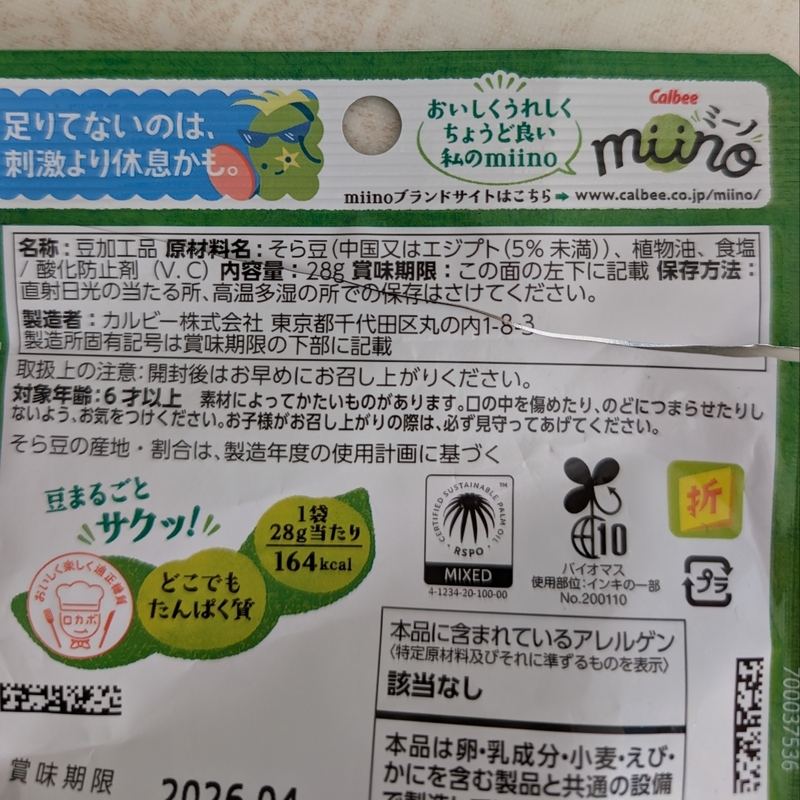 足りてないのは、
刺激より休息かも。
おいしくうれしく
ちょうど良い
私のmiino
Calbee
ミーノ
miino
miinoブランドサイトはこちら➡ www.calbee.co.jp/miino/
名称：豆加工品 原材料名：そら豆（中国又はエジプト（5% 未満））、植物油、食塩
/ 酸化防止剤（V.C）内容量：28g 賞味期限：この面の左下に記載 保存方法：
直射日光の当たる所、高温多湿の所での保存はさけてください。
製造者：カルビー株式会社 東京都千代田区丸の内1-8-3
製造所固有記号は賞味期限の下部に記載
取扱上の注意：開封後はお早めにお召し上がりください。
対象年齢：6才以上 素材によってかたいものがあります。口の中を傷めたり、のどにつまらせたりし
ないよう、お気をつけください。お子様がお召し上がりの際は、必ず見守ってあげてください。
そら豆の産地・割合は、製造年度の使用計画に基づく
豆まるごと
サクッ！
1袋
28g当たり
164kcal
どこでも
たんぱく質
おいしく楽しく適正糖質
ロカボ
CERTIFIED SUSTAINABLE PALM OIL
TM
RSPO
MIXED
4-1234-20-100-00
10
バイオマス
使用部位：インキの一部
No.200110
折
プラ
本品に含まれているアレルゲン
（特定原材料及びそれに準ずるものを表示）
該当なし
本品は卵・乳成分・小麦・えび・
かにを含む製品と共通の設備
で製造し
賞味期限
2026.04
700037536